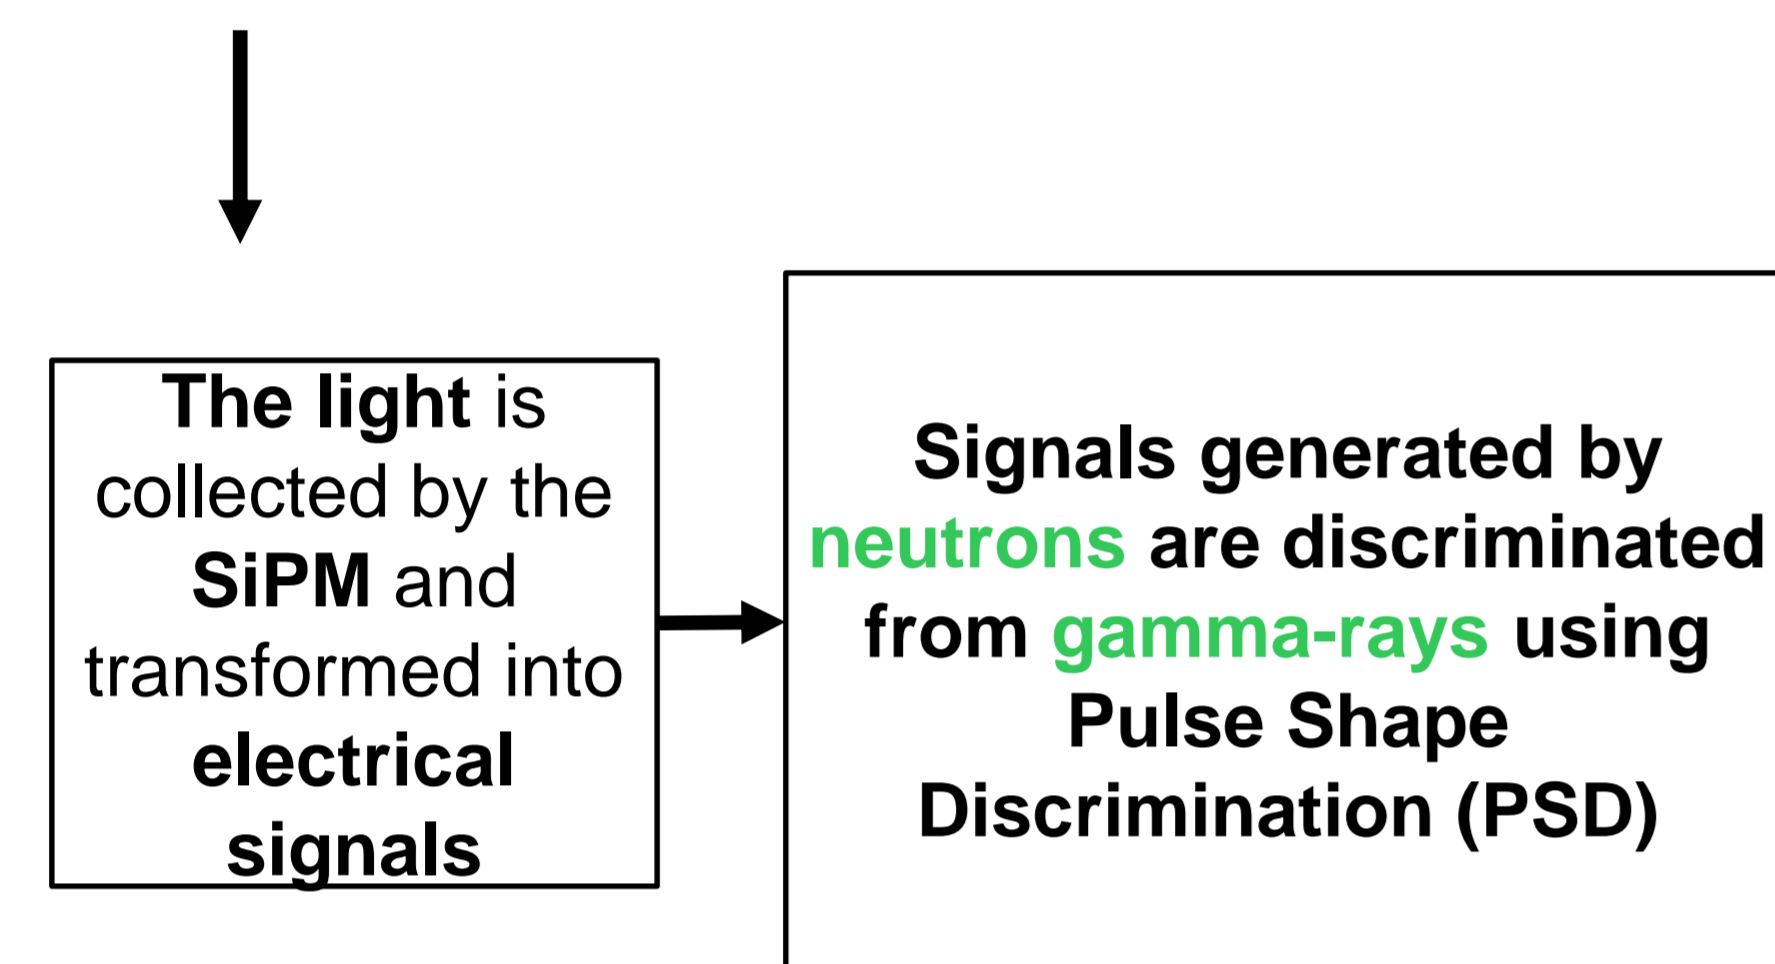 The light is
collected by the
SiPM and
transformed into
electrical
signals
Signals generated by
neutrons are discriminated
from gamma-rays using
Pulse Shape
Discrimination (PSD)